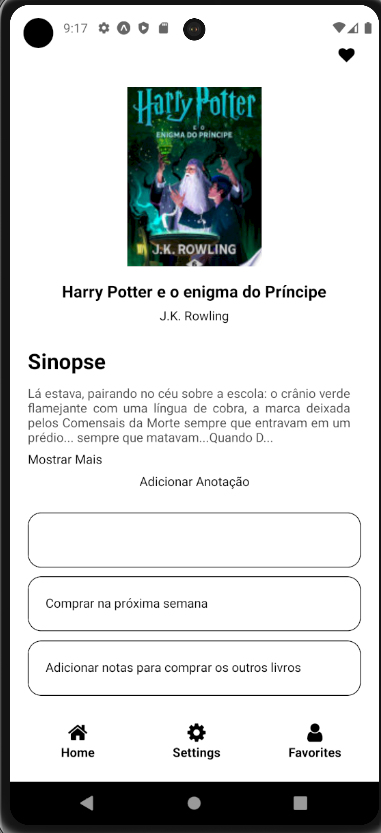 9:17
Harry Potter
E O
ENIGMA DO PRÍNCIPE
J.K. ROWLING
Harry Potter e o enigma do Príncipe
J.K. Rowling
Sinopse
Lá estava, pairando no céu sobre a escola: o crânio verde
flamejante com uma língua de cobra, a marca deixada
pelos Comensais da Morte sempre que entravam em um
prédio... sempre que matavam...Quando D...
Mostrar Mais
Adicionar Anotação
Comprar na próxima semana
Adicionar notas para comprar os outros livros
Home Settings Favorites